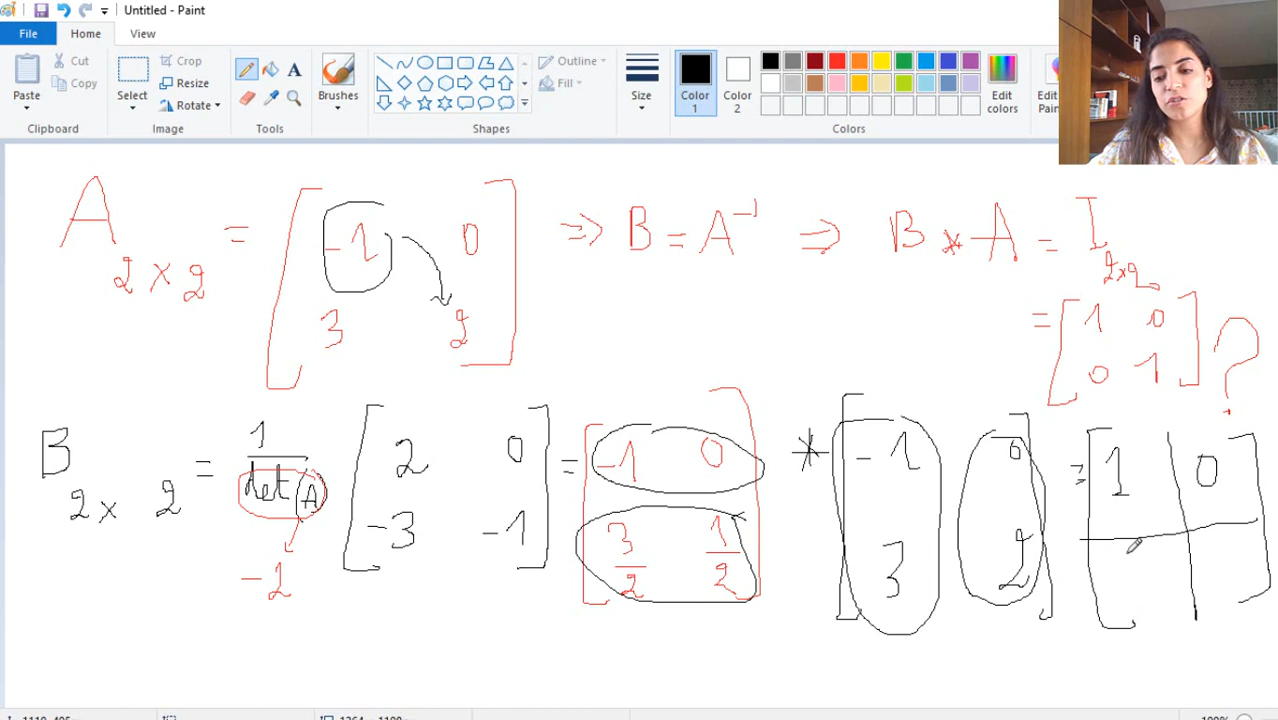 Untitled - Paint
File Home View
Paste Cut Copy Clipboard
Select Crop Resize Rotate Image
Tools
Brushes
Shapes Outline Fill
Size
Color 1 Color 2 Edit colors Colors
A 2×2 = [ -1 0 ⇒ B = A⁻¹ ⇒ B * A = I 2×2
3 2 ] = [ 1 0
0 1 ] ?
B 2×2 = 1 / det A [ 2 0 = [ -1 0 * [ -1 0 = [ 1 0
-3 -1 ] 3/2 1/2 ] 3 2 ] ]
-2